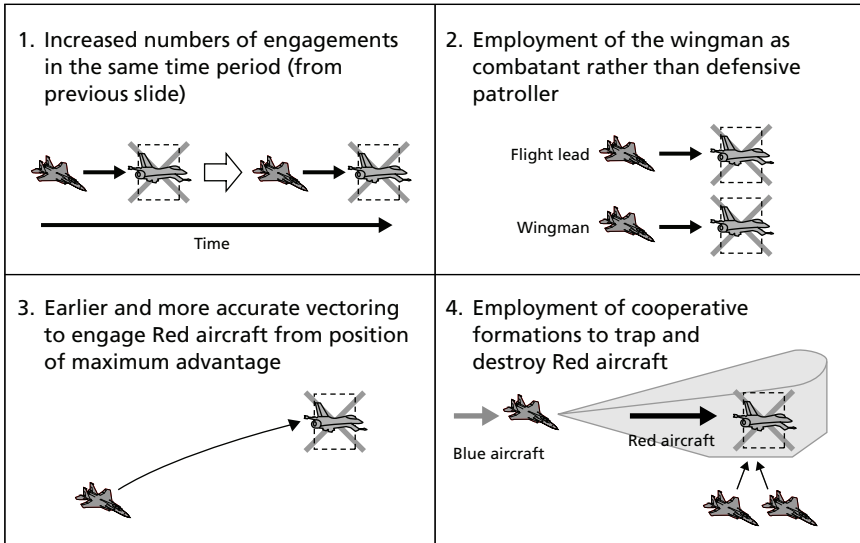 1. Increased numbers of engagements
in the same time period (from
previous slide)
Time
2. Employment of the wingman as
combatant rather than defensive
patroller
Flight lead
Wingman
3. Earlier and more accurate vectoring
to engage Red aircraft from position
of maximum advantage
4. Employment of cooperative
formations to trap and
destroy Red aircraft
Blue aircraft
Red aircraft